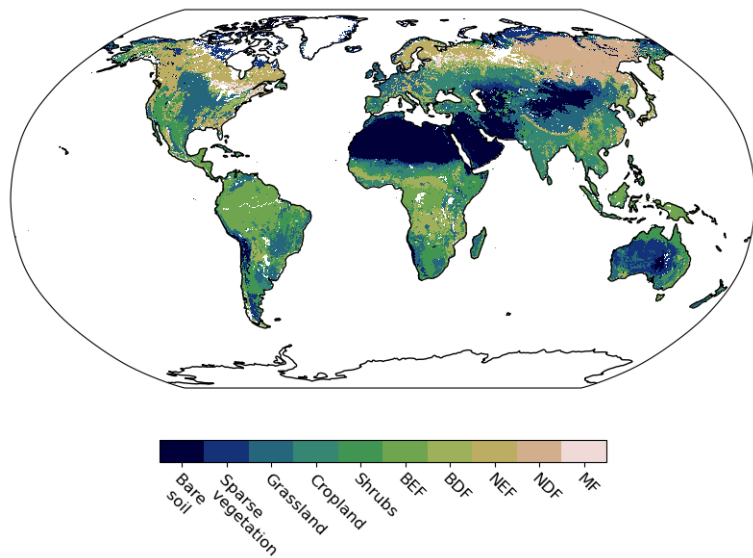 Bare
soil
Sparse
vegetation
Grassland
Cropland
Shrubs
BEF
BDF
NEF
NDF
MF